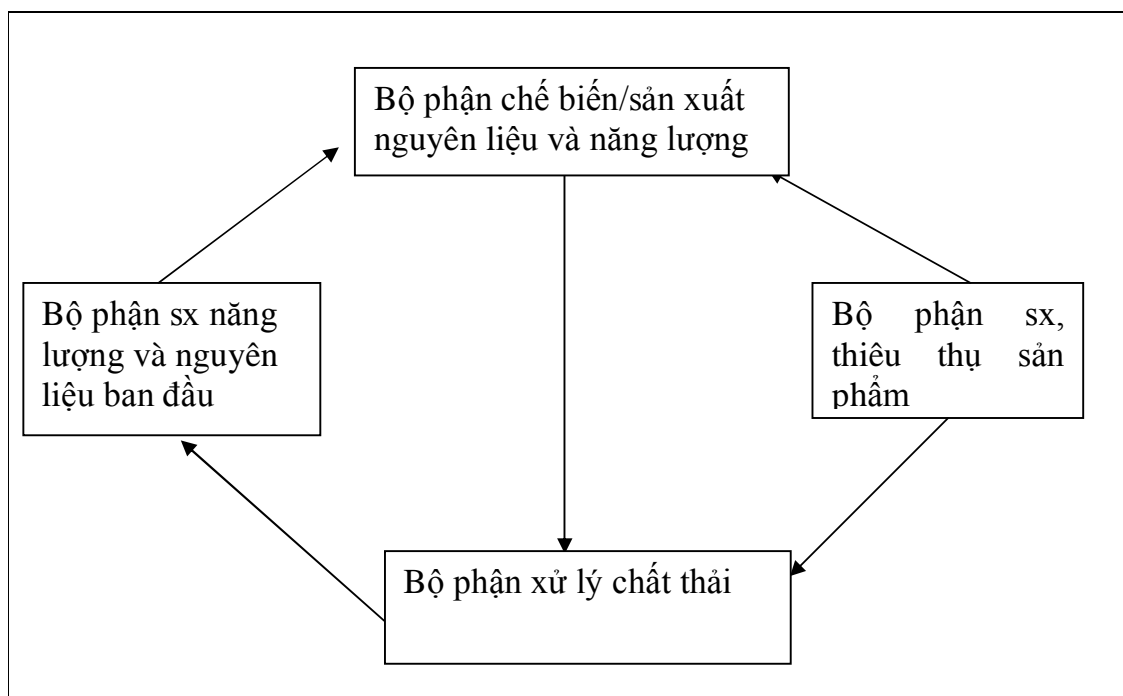 Bộ phận chế biến/sản xuất
nguyên liệu và năng lượng
Bộ phận sx năng
lượng và nguyên
liệu ban đầu
Bộ phận sx,
thiêu thụ sản
phẩm
Bộ phận xử lý chất thải